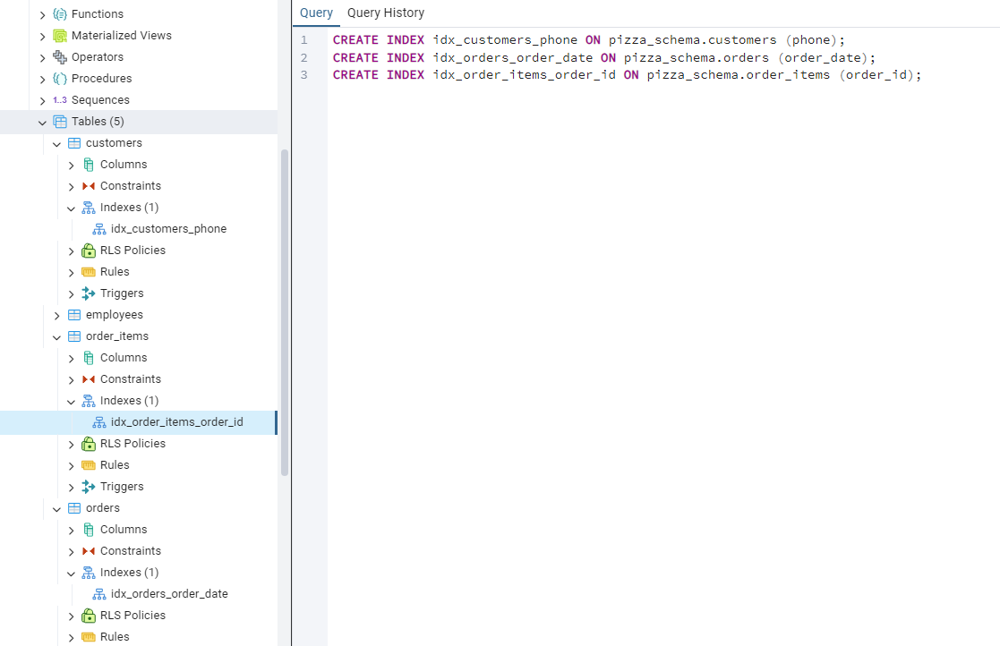 Functions
Materialized Views
Operators
Procedures
1..3 Sequences
Tables (5)
customers
Columns
Constraints
Indexes (1)
idx_customers_phone
RLS Policies
Rules
Triggers
employees
order_items
Columns
Constraints
Indexes (1)
idx_order_items_order_id
RLS Policies
Rules
Triggers
orders
Columns
Constraints
Indexes (1)
idx_orders_order_date
RLS Policies
Rules
Query Query History
1 CREATE INDEX idx_customers_phone ON pizza_schema.customers (phone);
2 CREATE INDEX idx_orders_order_date ON pizza_schema.orders (order_date);
3 CREATE INDEX idx_order_items_order_id ON pizza_schema.order_items (order_id);